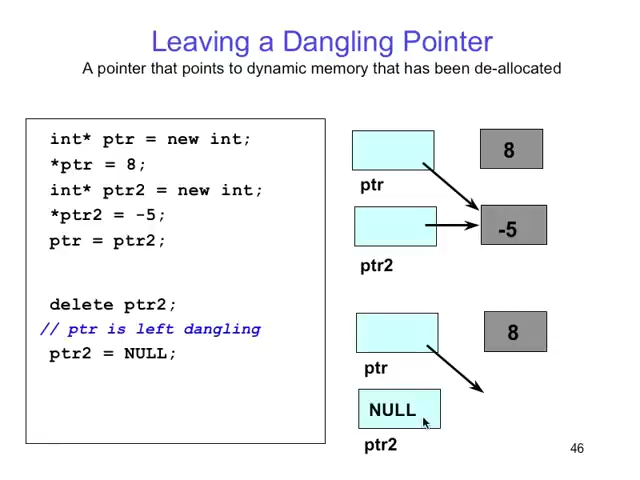 Leaving a Dangling Pointer
A pointer that points to dynamic memory that has been de-allocated
int* ptr = new int;
*ptr = 8;
int* ptr2 = new int;
*ptr2 = -5;
ptr = ptr2;
delete ptr2;
// ptr is left dangling
ptr2 = NULL;
8
ptr
-5
ptr2
8
ptr
NULL
ptr2
46